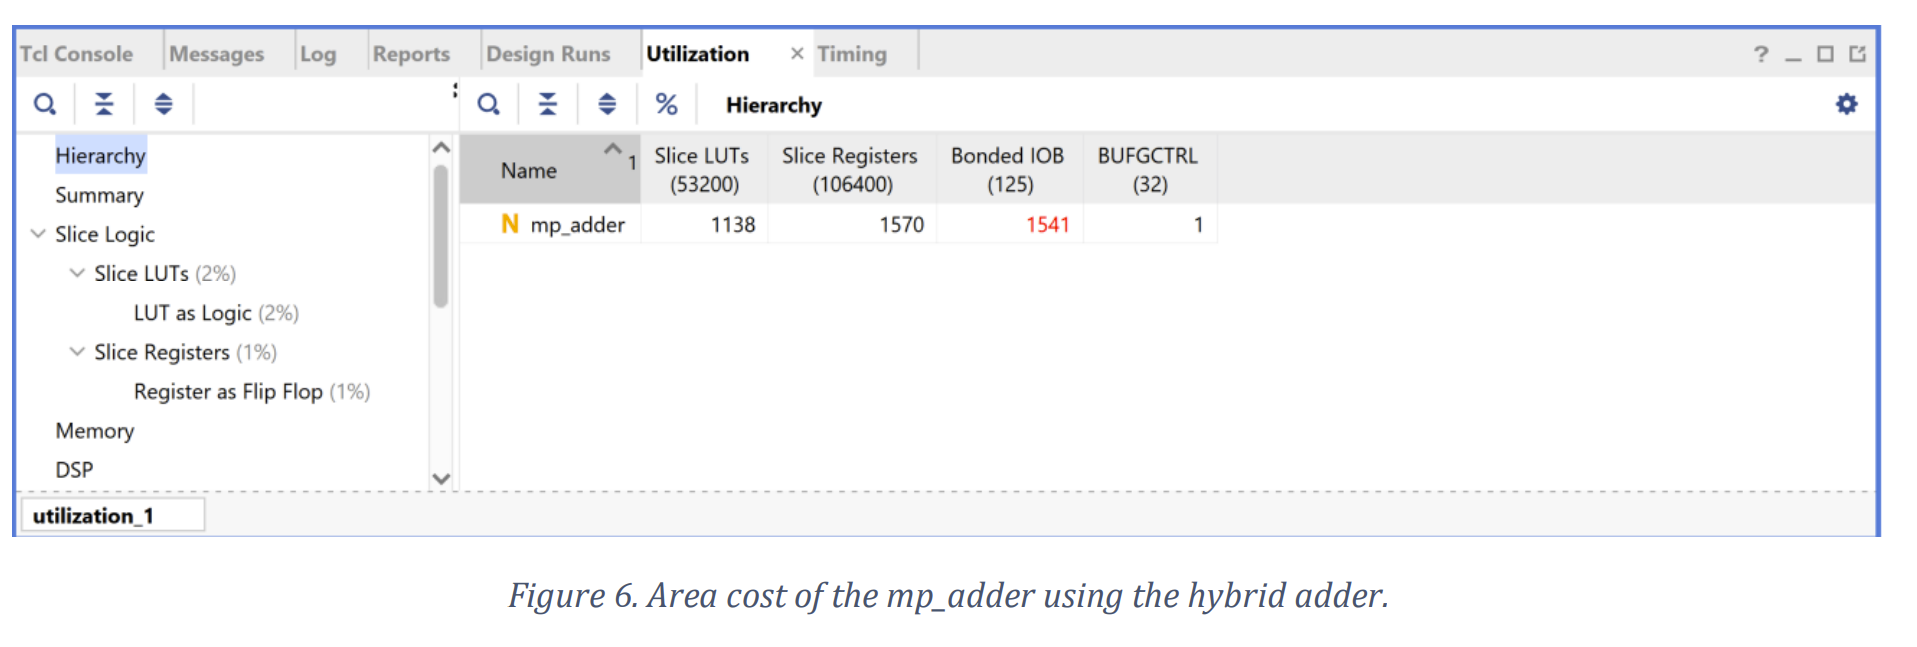 Tcl Console Messages Log Reports Design Runs Utilization × Timing ? _
% Hierarchy
Hierarchy
Summary
Slice Logic
Slice LUTs (2%)
LUT as Logic (2%)
Slice Registers (1%)
Register as Flip Flop (1%)
Memory
DSP
Name 1 Slice LUTs (53200) Slice Registers (106400) Bonded IOB (125) BUFGCTRL (32)
N mp_adder 1138 1570 1541 1
utilization_1
Figure 6. Area cost of the mp_adder using the hybrid adder.